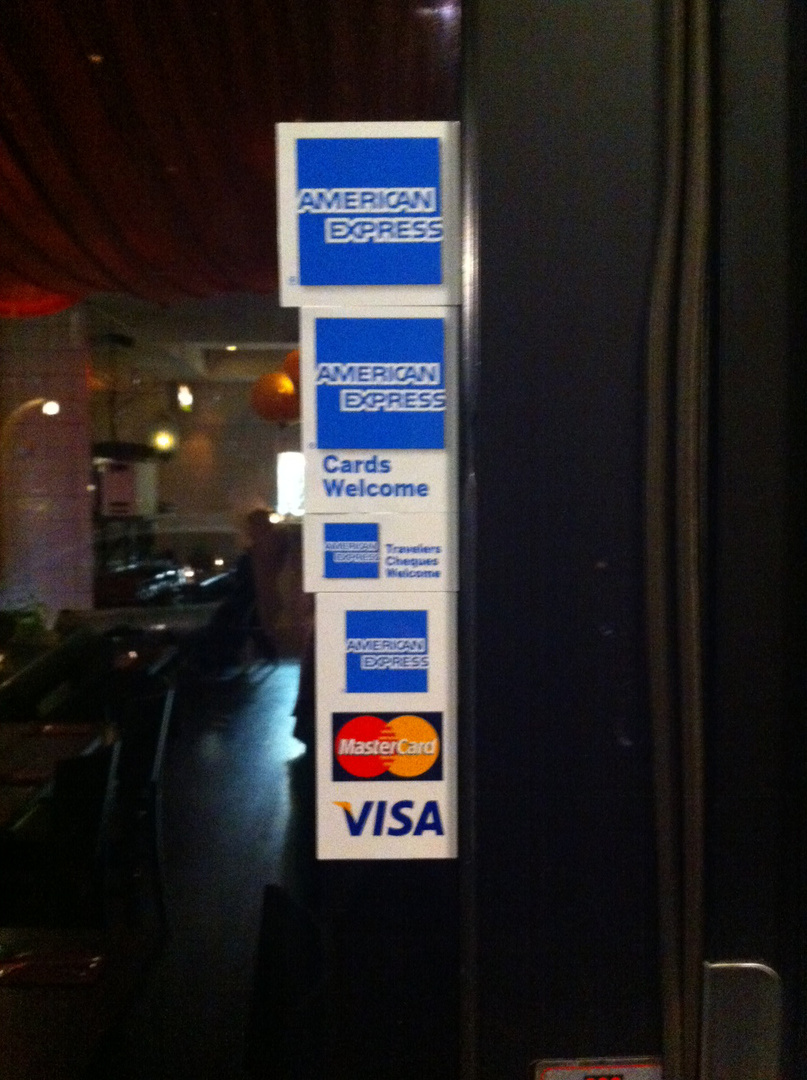 AMERICAN
EXPRESS
AMERICAN
EXPRESS
Cards
Welcome
AMERICAN
EXPRESS
Travelers
Cheques
Welcome
AMERICAN
EXPRESS
MasterCard
VISA